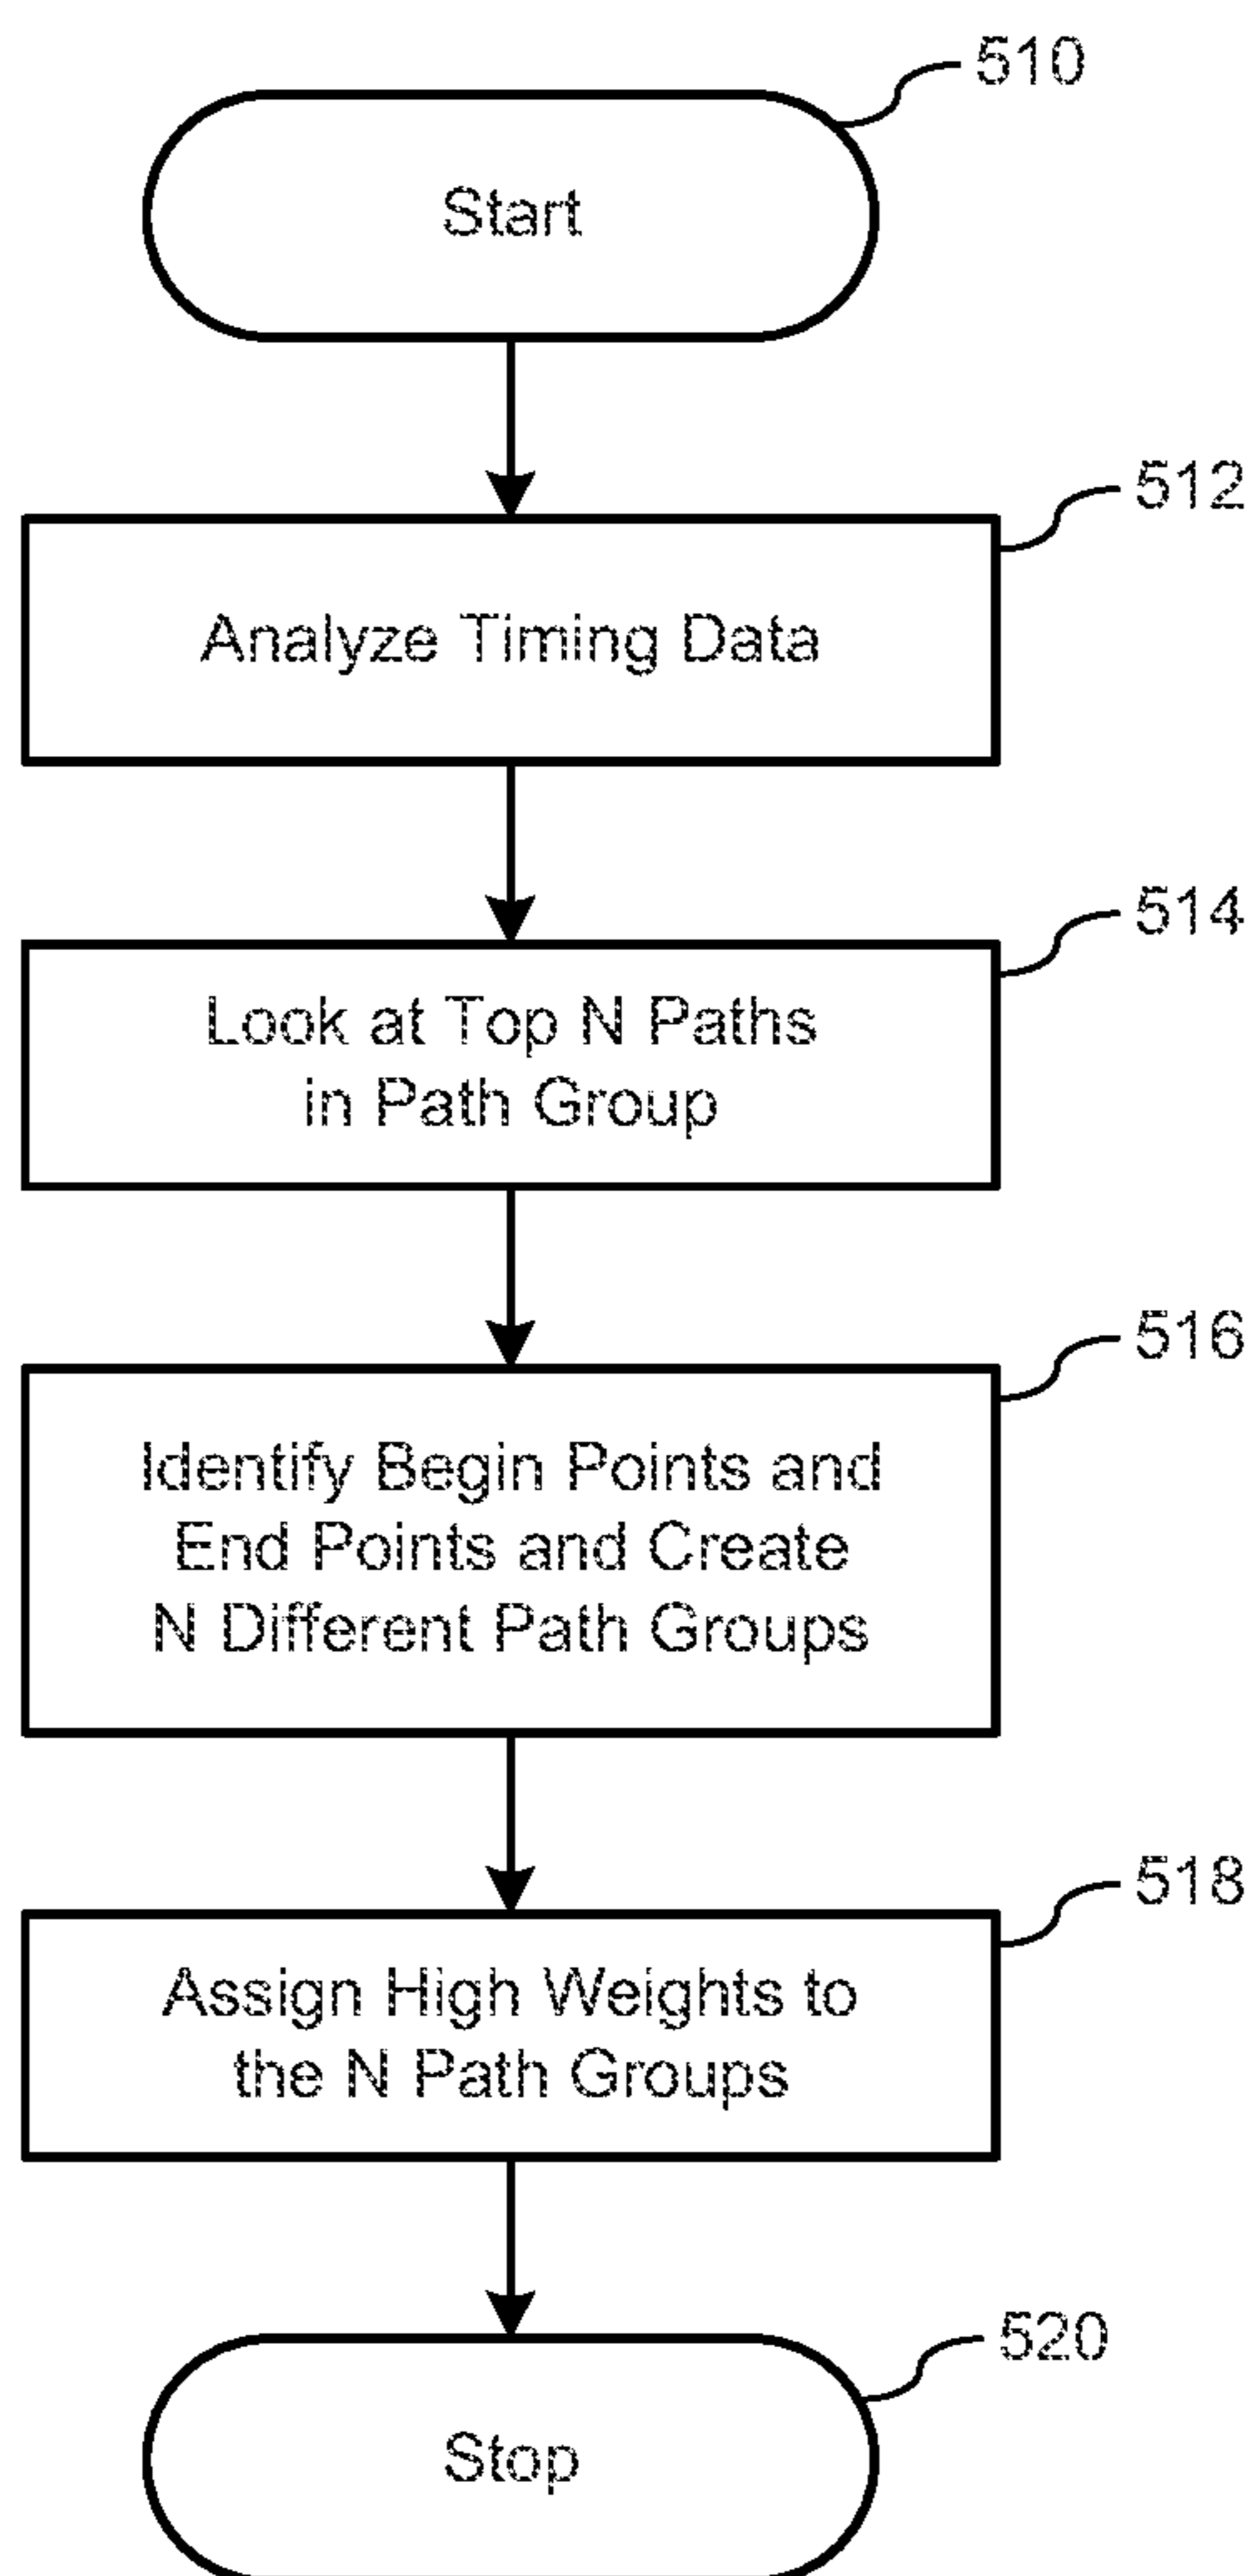 510
Start
512
Analyze Timing Data
514
Look at Top N Paths
in Path Group
516
Identify Begin Points and
End Points and Create
N Different Path Groups
518
Assign High Weights to
the N Path Groups
520
Stop